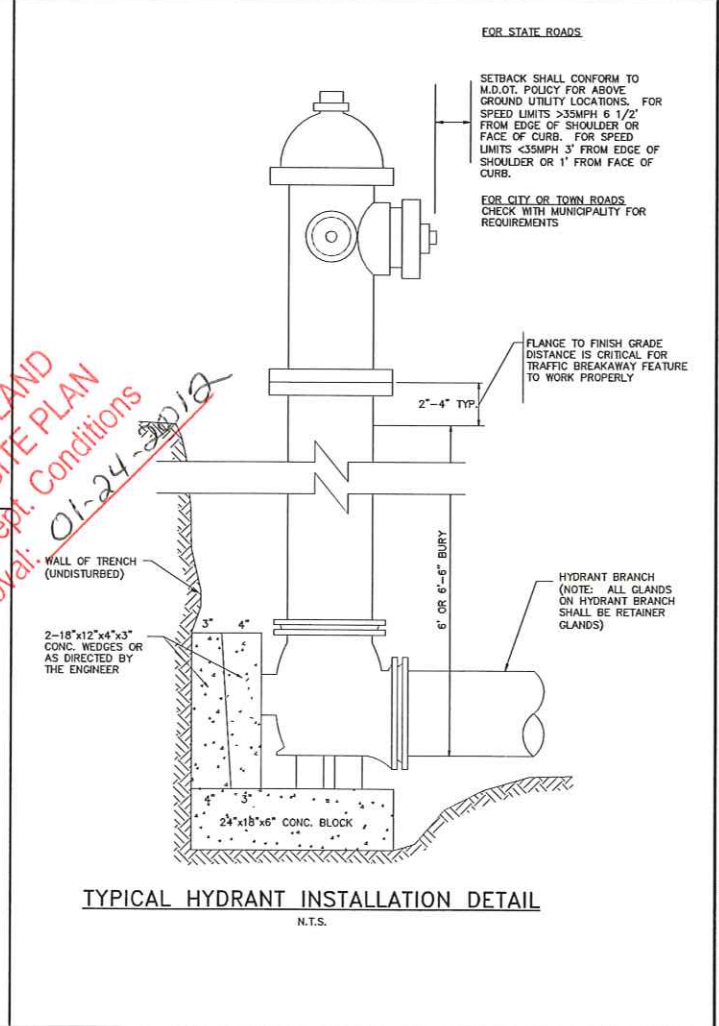 FOR STATE ROADS
SETBACK SHALL CONFORM TO
M.D.OT. POLICY FOR ABOVE
GROUND UTILITY LOCATIONS. FOR
SPEED LIMITS >35MPH 6 1/2'
FROM EDGE OF SHOULDER OR
FACE OF CURB. FOR SPEED
LIMITS <35MPH 3' FROM EDGE OF
SHOULDER OR 1' FROM FACE OF
CURB.
FOR CITY OR TOWN ROADS
CHECK WITH MUNICIPALITY FOR
REQUIREMENTS
FLANGE TO FINISH GRADE
DISTANCE IS CRITICAL FOR
TRAFFIC BREAKAWAY FEATURE
TO WORK PROPERLY
2"-4" TYP.
PLAN
Conditions
01-24-2012
WALL OF TRENCH
(UNDISTURBED)
6' OR 6'-6" BURY
HYDRANT BRANCH
(NOTE: ALL GLANDS
ON HYDRANT BRANCH
SHALL BE RETAINER
GLANDS)
3" 4"
2-18"x12"x4"x3"
CONC. WEDGES OR
AS DIRECTED BY
THE ENGINEER
4" 3"
24"x18"x6" CONC. BLOCK
TYPICAL HYDRANT INSTALLATION DETAIL
N.T.S.